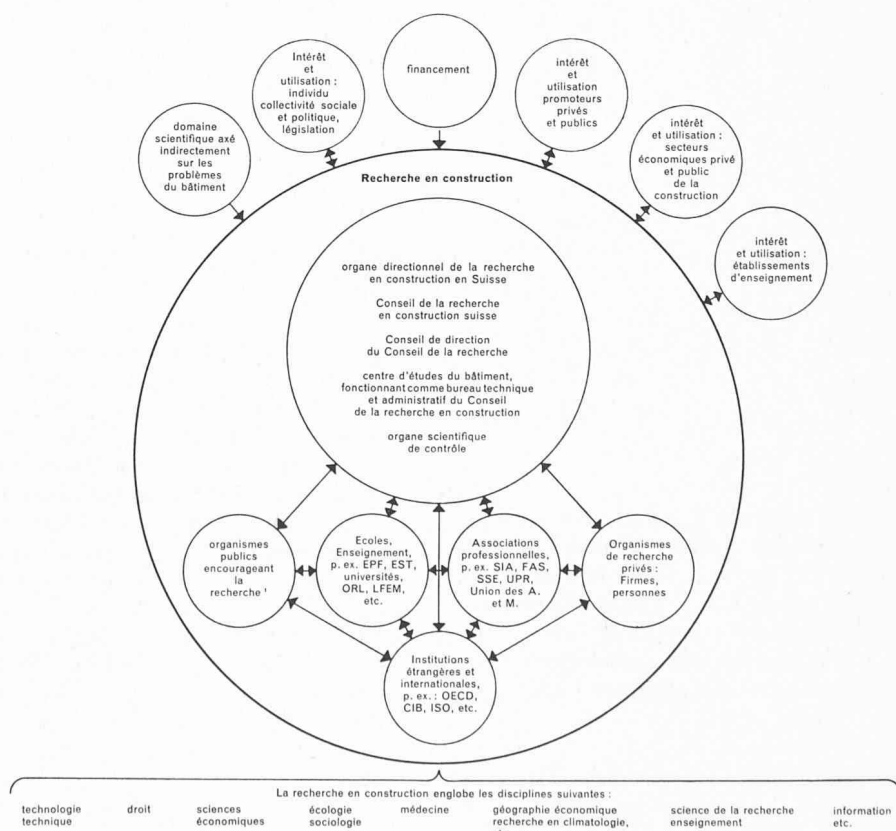 financement
Intérêt
et
utilisation :
individu
collectivité sociale
et politique,
législation
intérêt
et
utilisation
promoteurs
privés
et publics
domaine
scientifique axé
indirectement
sur les
problèmes
du bâtiment
intérêt
et utilisation :
secteurs
économiques privé
et public
de la
construction
intérêt
et utilisation :
établissements
d'enseignement
Recherche en construction
organe directionnel de la recherche
en construction en Suisse
Conseil de la recherche
en construction suisse
Conseil de direction
du Conseil de la recherche
centre d'études du bâtiment,
fonctionnant comme bureau technique
et administratif du Conseil
de la recherche en construction
organe scientifique
de contrôle
organismes
publics
encourageant
la
recherche ¹
Ecoles,
Enseignement,
p. ex. EPF, EST,
universités,
ORL, LFEM,
etc.
Associations
professionnelles,
p. ex. SIA, FAS,
SSE, UPR,
Union des A.
et M.
Organismes
de recherche
privés :
Firmes,
personnes
Institutions
étrangères et
internationales,
p. ex. : OECD,
CIB, ISO, etc.
La recherche en construction englobe les disciplines suivantes :
technologie droit sciences écologie médecine géographie économique science de la recherche information
technique économiques sociologie recherche en climatologie, enseignement etc.